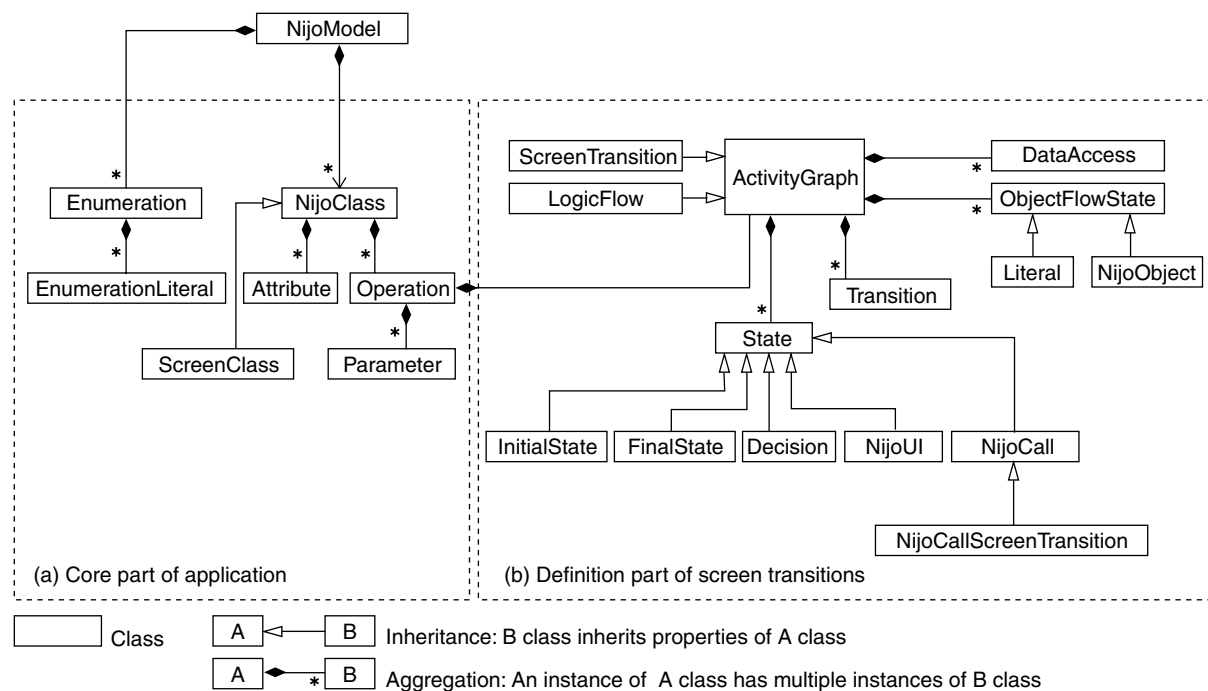 NijoModel
*
*
Enumeration
NijoClass
*
*
*
EnumerationLiteral
Attribute
Operation
*
ScreenClass
Parameter
(a) Core part of application
ScreenTransition
LogicFlow
ActivityGraph
*
DataAccess
*
ObjectFlowState
Literal
NijoObject
*
Transition
*
State
InitialState
FinalState
Decision
NijoUI
NijoCall
NijoCallScreenTransition
(b) Definition part of screen transitions
Class
A
B
Inheritance: B class inherits properties of A class
A
*
B
Aggregation: An instance of A class has multiple instances of B class